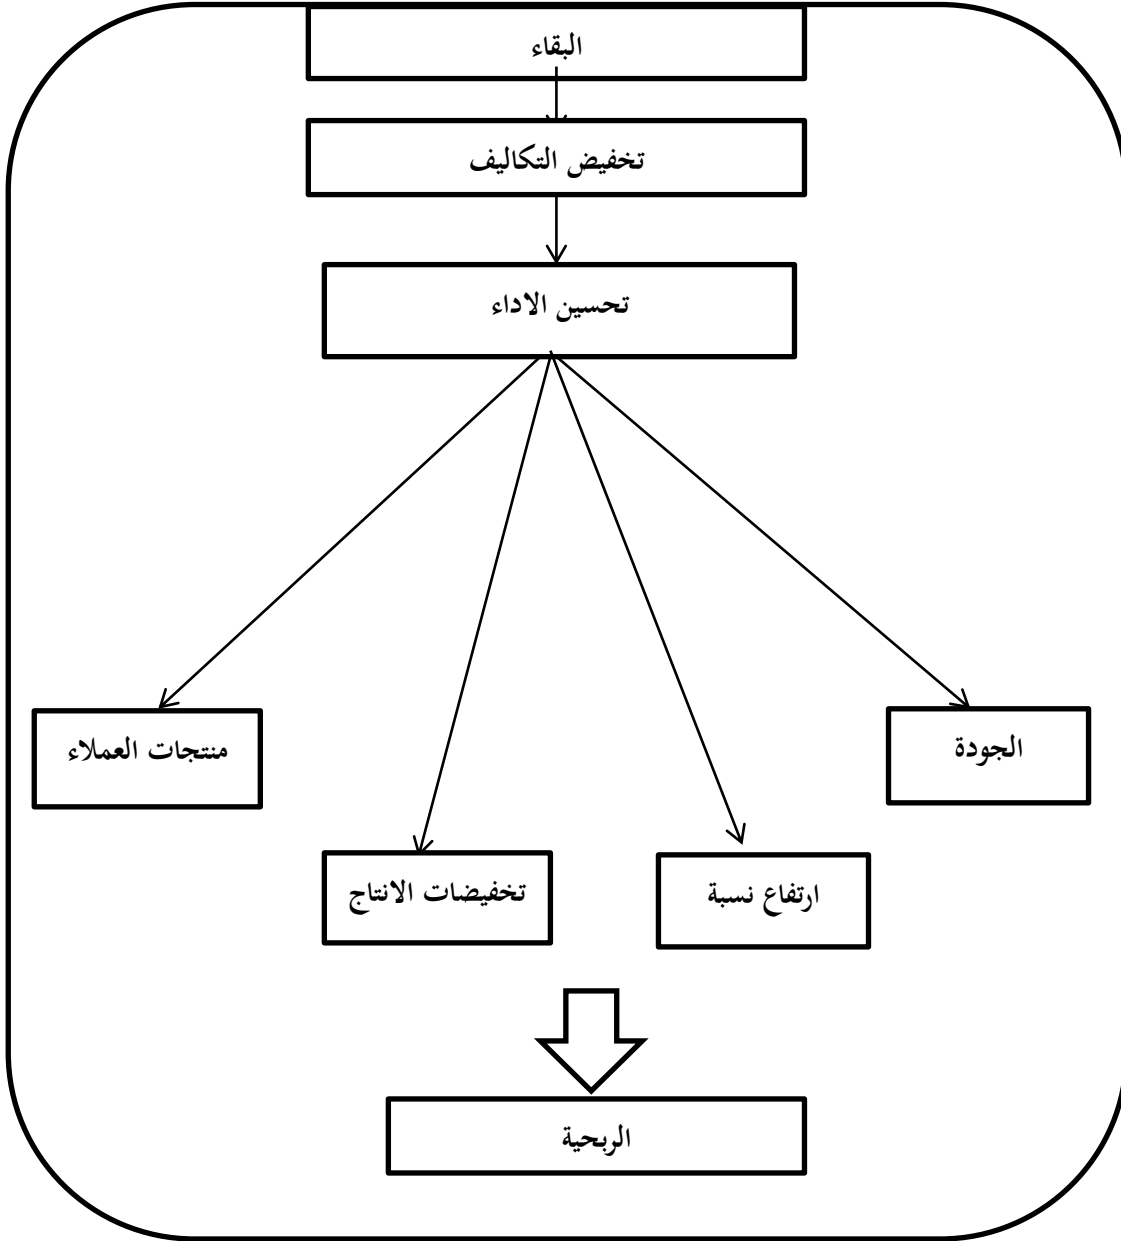 البقاء
تخفيض التكاليف
تحسين الاداء
الجودة
منتجات العملاء
ارتفاع نسبة
تخفيضات الانتاج
الربحية